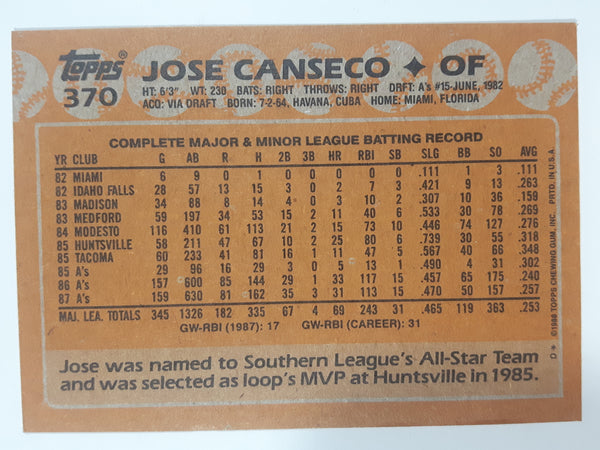 topps® JOSE CANSECO ✦ OF
370 HT: 6'3" WT: 230 BATS: RIGHT THROWS: RIGHT DRFT: A's #15-JUNE, 1982
ACQ: VIA DRAFT BORN: 7-2-64, HAVANA, CUBA HOME: MIAMI, FLORIDA
COMPLETE MAJOR & MINOR LEAGUE BATTING RECORD
YR CLUB G AB R H 2B 3B HR RBI SB SLG BB SO AVG
82 MIAMI 6 9 0 1 0 0 0 0 0 .111 1 3 .111
82 IDAHO FALLS 28 57 13 15 3 0 2 7 3 .421 9 13 .263
83 MADISON 34 88 8 14 4 0 3 10 2 .307 10 36 .159
83 MEDFORD 59 197 34 53 15 2 11 40 6 .533 30 78 .269
84 MODESTO 116 410 61 113 21 2 15 73 10 .446 74 127 .276
85 HUNTSVILLE 58 211 47 67 10 2 25 80 6 .739 30 55 .318
85 TACOMA 60 233 41 81 16 1 11 47 5 .567 40 66 .348
85 A's 29 96 16 29 3 0 5 13 1 .490 4 31 .302
86 A's 157 600 85 144 29 1 33 117 15 .457 65 175 .240
87 A's 159 630 81 162 35 3 31 113 15 .470 50 157 .257
MAJ. LEA. TOTALS 345 1326 182 335 67 4 69 243 31 .465 119 363 .253
GW-RBI (1987): 17 GW-RBI (CAREER): 31
Jose was named to Southern League's All-Star Team
and was selected as loop's MVP at Huntsville in 1985.
D* ©1988 TOPPS CHEWING GUM, INC. PRTD. IN U.S.A.